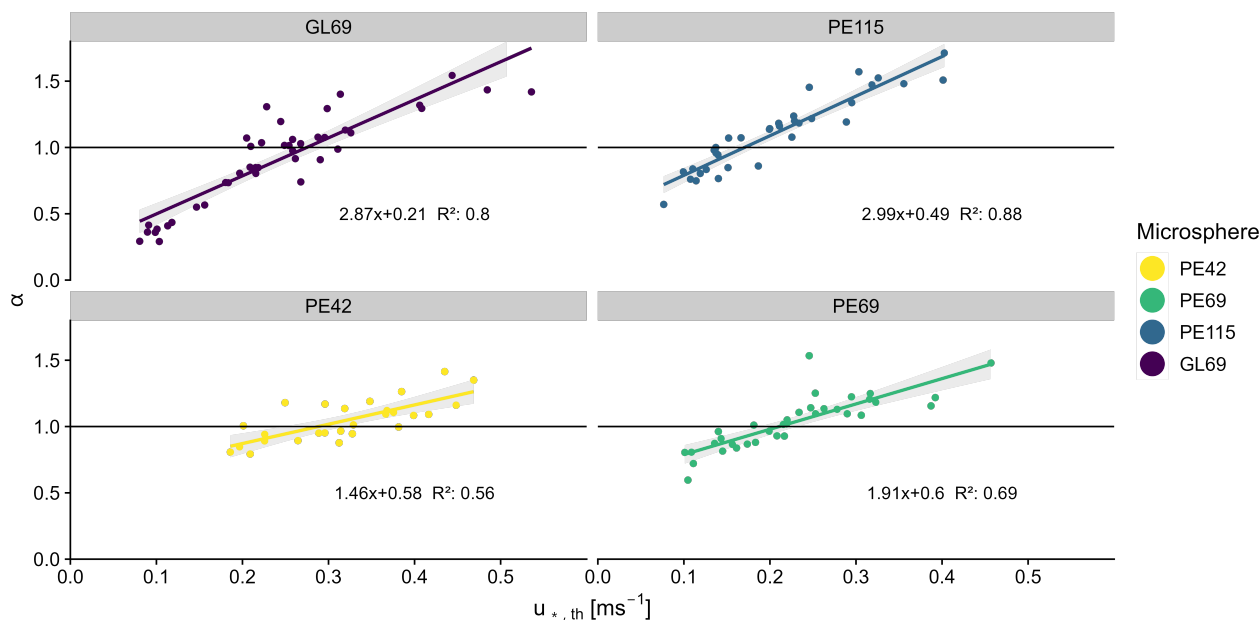 GL69
PE115
1.5
1.0
0.5
0.0
2.87x+0.21 R²: 0.8
2.99x+0.49 R²: 0.88
α
PE42
PE69
1.5
1.0
0.5
0.0
1.46x+0.58 R²: 0.56
1.91x+0.6 R²: 0.69
0.0 0.1 0.2 0.3 0.4 0.5
0.0 0.1 0.2 0.3 0.4 0.5
u *, th [ms⁻¹]
Microsphere
PE42
PE69
PE115
GL69